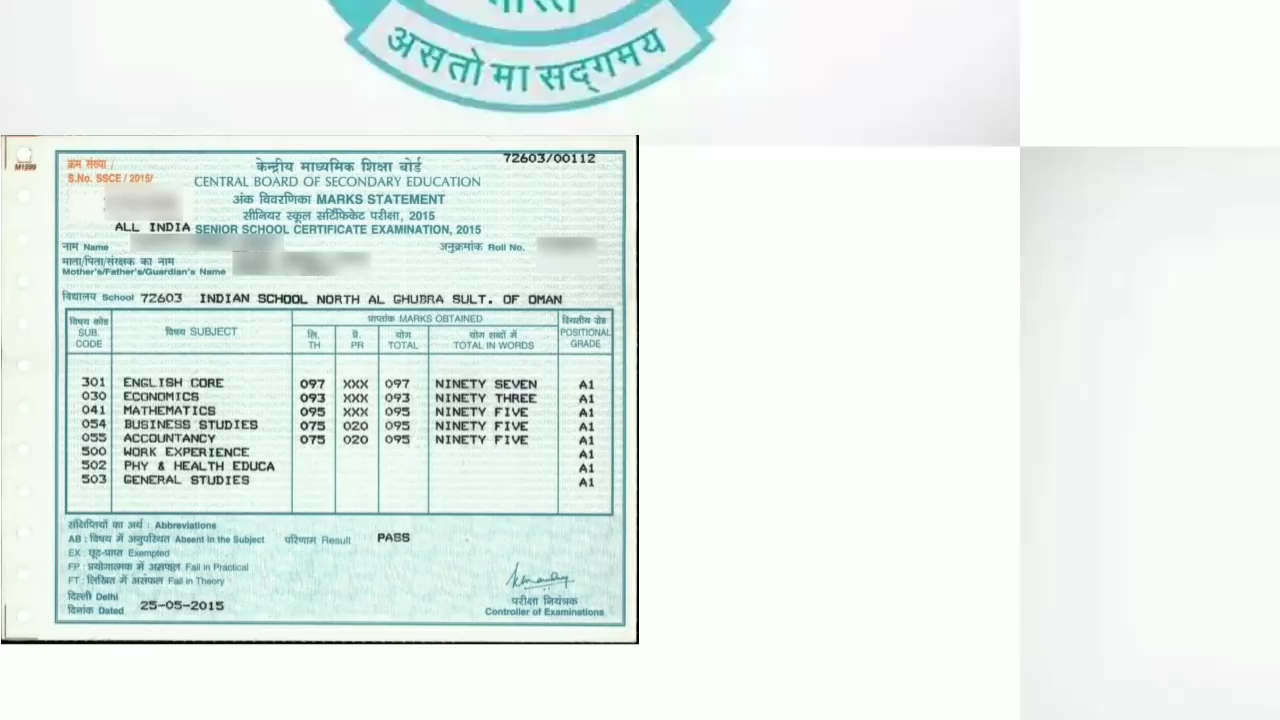 भारत
असतो मा सद्गमय
72603/00112
क्रम संख्या /
S.No. SSCE / 2015/
केन्द्रीय माध्यमिक शिक्षा बोर्ड
CENTRAL BOARD OF SECONDARY EDUCATION
अंक विवरणिका MARKS STATEMENT
सीनियर स्कूल सर्टिफिकेट परीक्षा, 2015
ALL INDIA SENIOR SCHOOL CERTIFICATE EXAMINATION, 2015
नाम Name अनुक्रमांक Roll No.
माता/पिता/संरक्षक का नाम
Mother's/Father's/Guardian's Name
विद्यालय School 72603 INDIAN SCHOOL NORTH AL GHUBRA SULT. OF OMAN
विषय कोड SUB. CODE विषय SUBJECT प्राप्तांक MARKS OBTAINED स्थितीय ग्रेड POSITIONAL GRADE
लि. TH प्रै. PR योग TOTAL योग शब्दों में TOTAL IN WORDS
301 ENGLISH CORE 097 XXX 097 NINETY SEVEN A1
030 ECONOMICS 093 XXX 093 NINETY THREE A1
041 MATHEMATICS 095 XXX 095 NINETY FIVE A1
054 BUSINESS STUDIES 075 020 095 NINETY FIVE A1
055 ACCOUNTANCY 075 020 095 NINETY FIVE A1
500 WORK EXPERIENCE A1
502 PHY & HEALTH EDUCA A1
503 GENERAL STUDIES A1
संक्षिप्तियों का अर्थ : Abbreviations
AB : विषय में अनुपस्थित Absent in the Subject परिणाम Result PASS
EX : छूट-प्राप्त Exempted
FP : प्रयोगात्मक में असफल Fail in Practical
FT : लिखित में असफल Fail in Theory
दिल्ली Delhi
दिनांक Dated 25-05-2015
परीक्षा नियंत्रक
Controller of Examinations